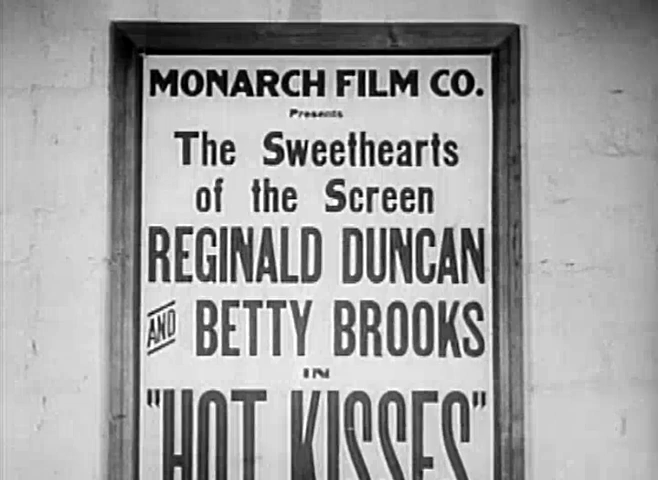 MONARCH FILM CO.
Presents
The Sweethearts
of the Screen
REGINALD DUNCAN
AND BETTY BROOKS
IN
"HOT KISSES"